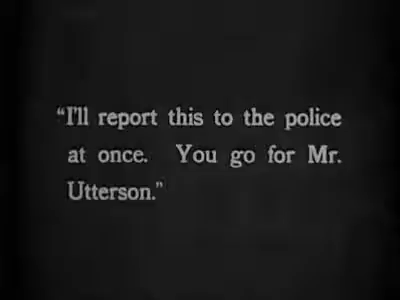 “I'll report this to the police
at once. You go for Mr.
Utterson.”